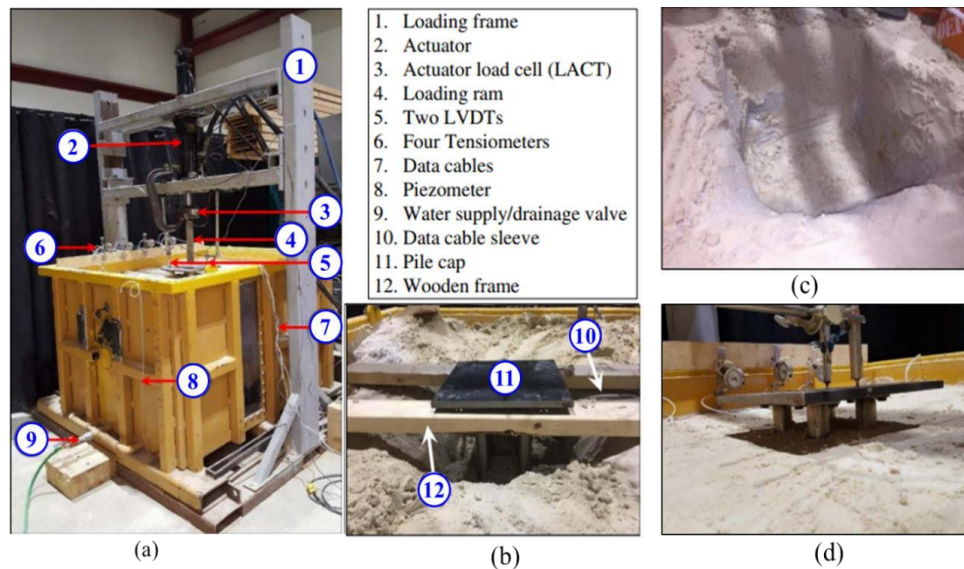 1. Loading frame
2. Actuator
3. Actuator load cell (LACT)
4. Loading ram
5. Two LVDTs
6. Four Tensiometers
7. Data cables
8. Piezometer
9. Water supply/drainage valve
10. Data cable sleeve
11. Pile cap
12. Wooden frame
1
2
3
4
5
6
7
8
9
10
11
12
(a)
(b)
(c)
(d)